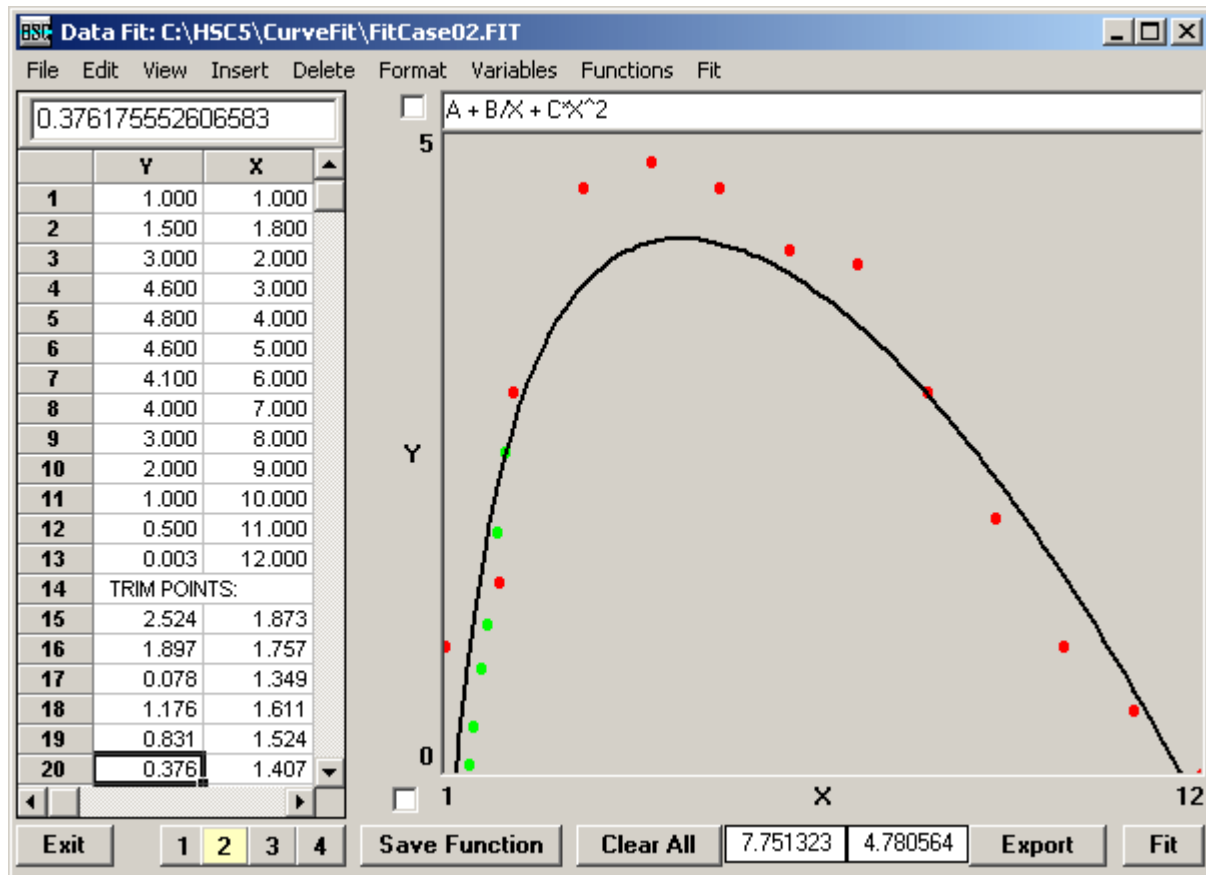 HSC Data Fit: C:\HSC5\CurveFit\FitCase02.FIT
File Edit View Insert Delete Format Variables Functions Fit
0.376175552606583
A + B/X + C*X^2
Y X
1 1.000 1.000
2 1.500 1.800
3 3.000 2.000
4 4.600 3.000
5 4.800 4.000
6 4.600 5.000
7 4.100 6.000
8 4.000 7.000
9 3.000 8.000
10 2.000 9.000
11 1.000 10.000
12 0.500 11.000
13 0.003 12.000
14 TRIM POINTS:
15 2.524 1.873
16 1.897 1.757
17 0.078 1.349
18 1.176 1.611
19 0.831 1.524
20 0.376 1.407
5
Y
0
1 X 12
Exit 1 2 3 4 Save Function Clear All 7.751323 4.780564 Export Fit